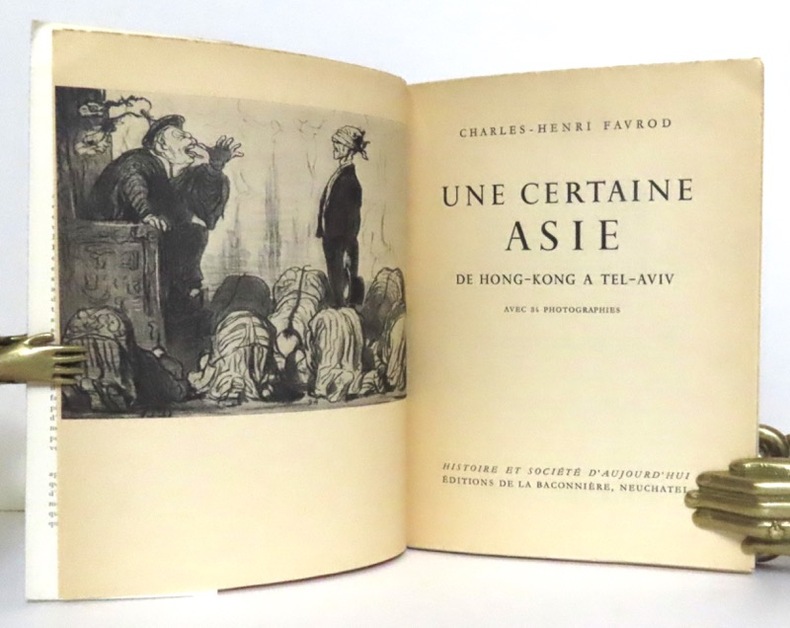 CHARLES-HENRI FAVROD
UNE CERTAINE
ASIE
DE HONG-KONG A TEL-AVIV
AVEC 34 PHOTOGRAPHIES
HISTOIRE ET SOCIÉTÉ D'AUJOURD'HUI
ÉDITIONS DE LA BACONNIÈRE, NEUCHATEL